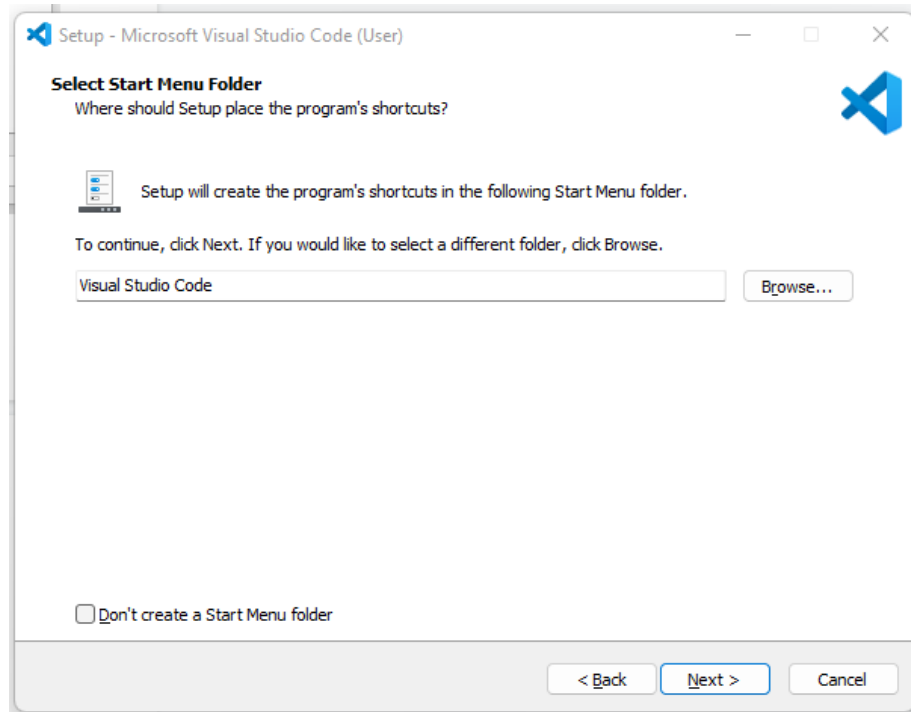 Setup - Microsoft Visual Studio Code (User)
Select Start Menu Folder
Where should Setup place the program's shortcuts?
Setup will create the program's shortcuts in the following Start Menu folder.
To continue, click Next. If you would like to select a different folder, click Browse.
Visual Studio Code
Browse...
Don't create a Start Menu folder
< Back
Next >
Cancel